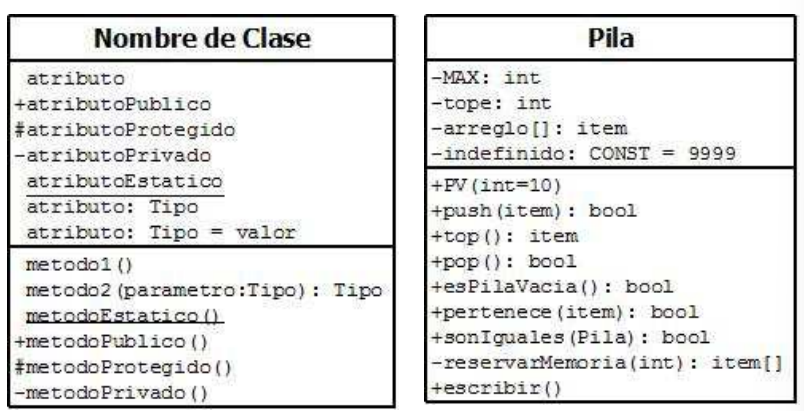 Nombre de Clase
atributo
+atributoPublico
#atributoProtegido
-atributoPrivado
atributoEstatico
atributo: Tipo
atributo: Tipo = valor
metodo1()
metodo2(parametro:Tipo): Tipo
metodoEstatico()
+metodoPublico()
#metodoProtegido()
-metodoPrivado()
Pila
-MAX: int
-tope: int
-arreglo[]: item
-indefinido: CONST = 9999
+PV(int=10)
+push(item): bool
+top(): item
+pop(): bool
+esPilaVacia(): bool
+pertenece(item): bool
+sonIguales(Pila): bool
-reservarMemoria(int): item[]
+escribir()